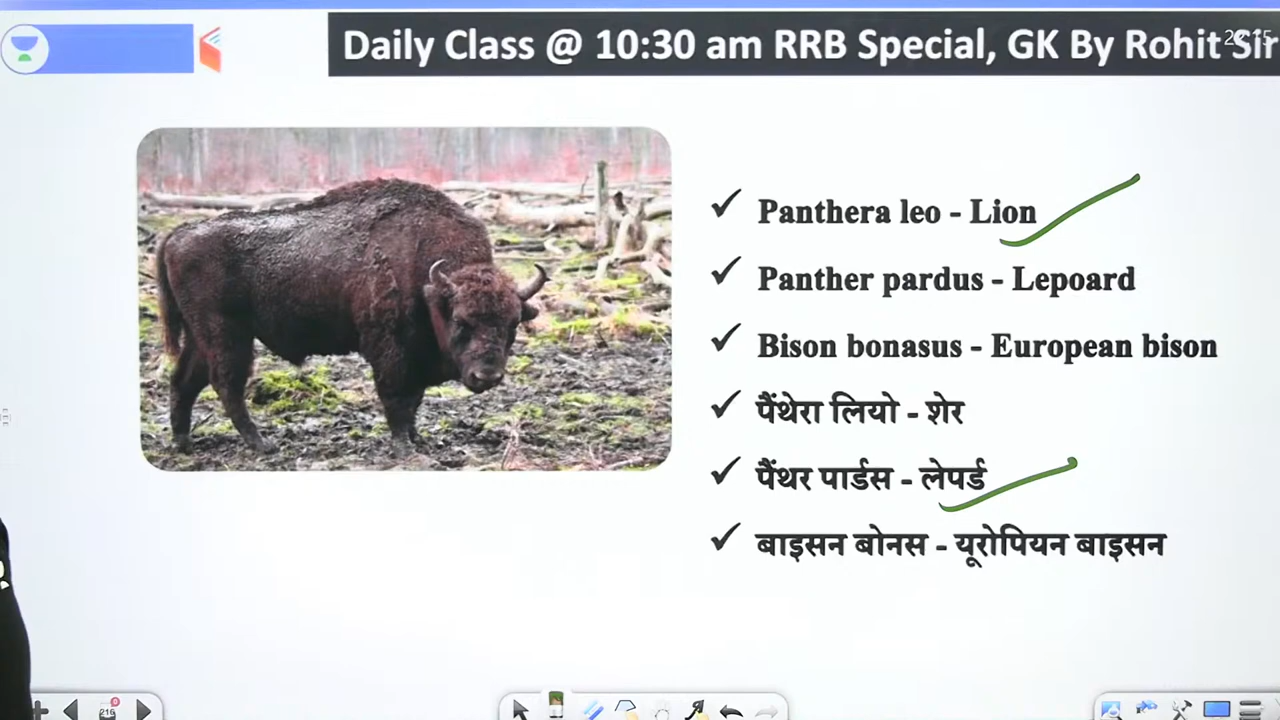 Daily Class @ 10:30 am RRB Special, GK By Rohit Sir
Panthera leo - Lion
Panther pardus - Lepoard
Bison bonasus - European bison
पैंथेरा लियो - शेर
पैंथर पार्डस - लेपर्ड
बाइसन बोनस - यूरोपियन बाइसन
216